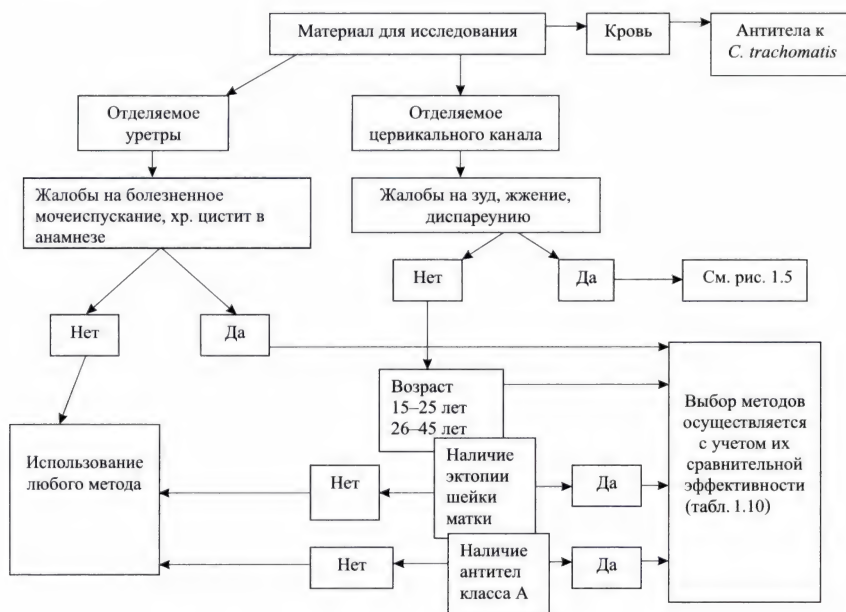 Материал для исследования
Кровь
Антитела к
C. trachomatis
Отделяемое
уретры
Отделяемое
цервикального канала
Жалобы на болезненное
мочеиспускание, хр. цистит в
анамнезе
Жалобы на зуд, жжение,
диспареунию
Нет
Да
См. рис. 1.5
Нет
Да
Возраст
15–25 лет
26–45 лет
Выбор методов
осуществляется
с учетом их
сравнительной
эффективности
(табл. 1.10)
Использование
любого метода
Нет
Наличие
эктопии
шейки
матки
Да
Нет
Наличие
антител
класса А
Да